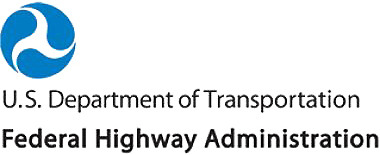 U.S. Department of Transportation
Federal Highway Administration